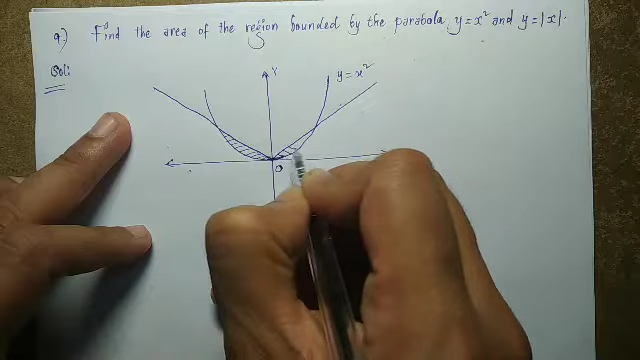 9.) Find the area of the region bounded by the parabola y = x² and y = |x|.
Sol:
Y
y = x²
O